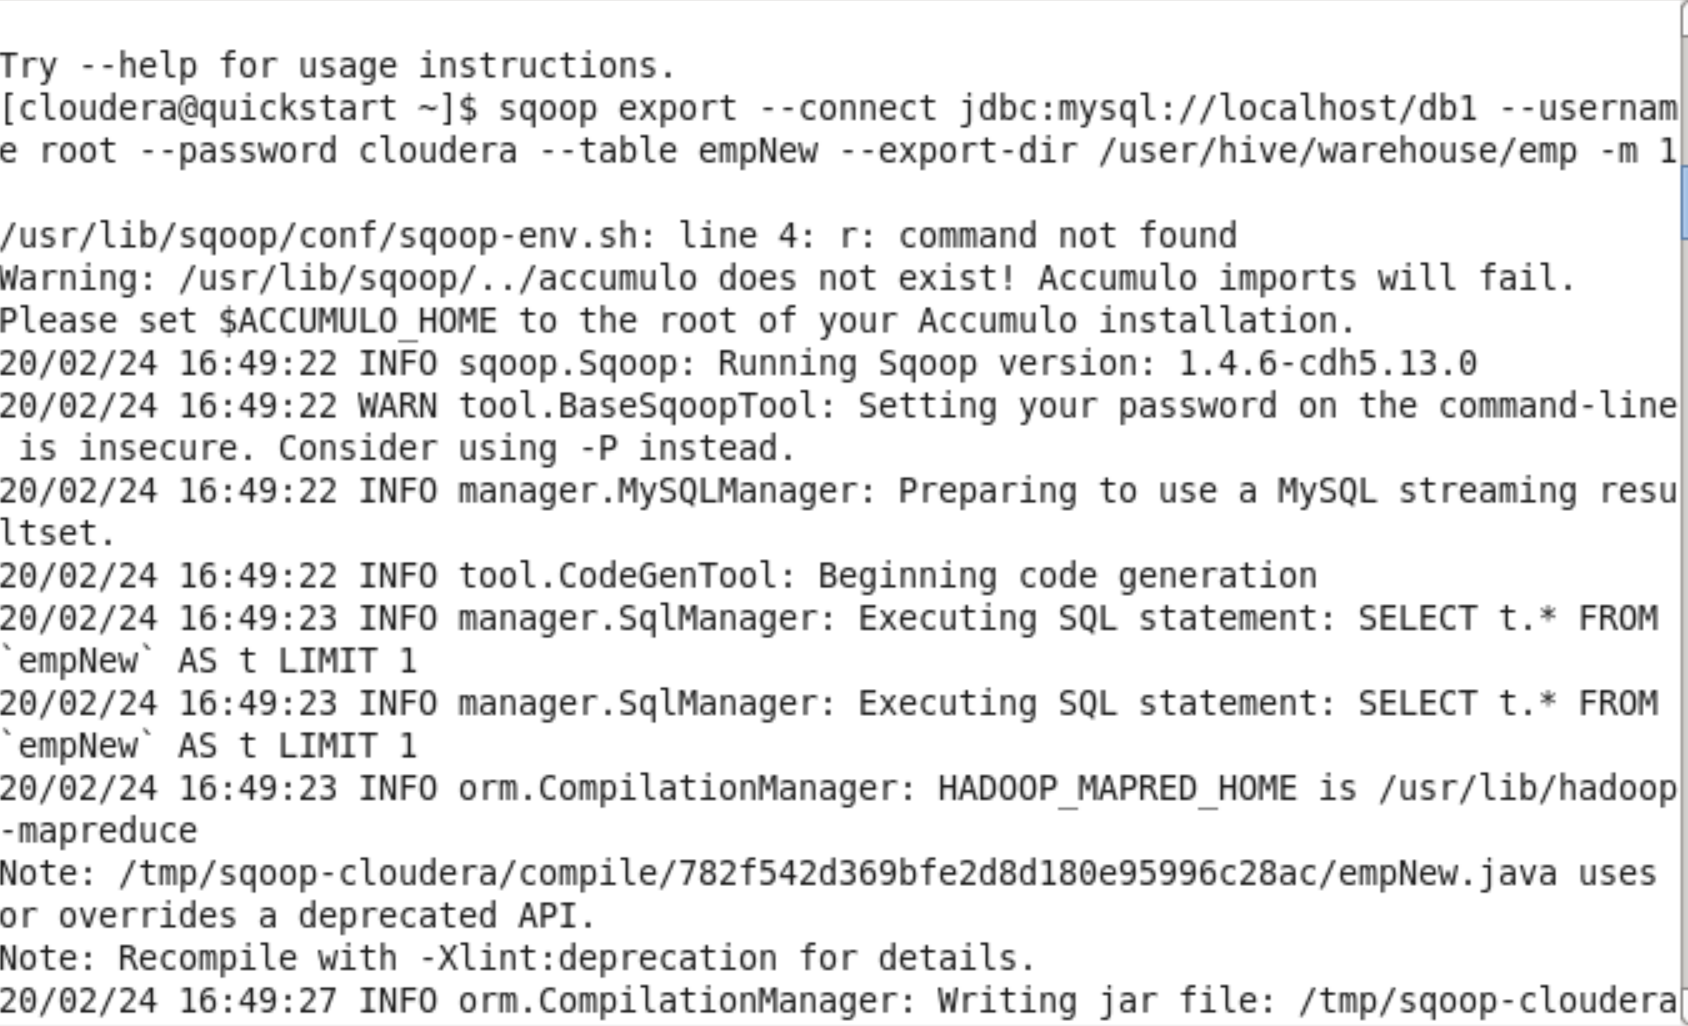 Try --help for usage instructions.
[cloudera@quickstart ~]$ sqoop export --connect jdbc:mysql://localhost/db1 --usernam
e root --password cloudera --table empNew --export-dir /user/hive/warehouse/emp -m 1
/usr/lib/sqoop/conf/sqoop-env.sh: line 4: r: command not found
Warning: /usr/lib/sqoop/../accumulo does not exist! Accumulo imports will fail.
Please set $ACCUMULO_HOME to the root of your Accumulo installation.
20/02/24 16:49:22 INFO sqoop.Sqoop: Running Sqoop version: 1.4.6-cdh5.13.0
20/02/24 16:49:22 WARN tool.BaseSqoopTool: Setting your password on the command-line
 is insecure. Consider using -P instead.
20/02/24 16:49:22 INFO manager.MySQLManager: Preparing to use a MySQL streaming resu
ltset.
20/02/24 16:49:22 INFO tool.CodeGenTool: Beginning code generation
20/02/24 16:49:23 INFO manager.SqlManager: Executing SQL statement: SELECT t.* FROM
`empNew` AS t LIMIT 1
20/02/24 16:49:23 INFO manager.SqlManager: Executing SQL statement: SELECT t.* FROM
`empNew` AS t LIMIT 1
20/02/24 16:49:23 INFO orm.CompilationManager: HADOOP_MAPRED_HOME is /usr/lib/hadoop
-mapreduce
Note: /tmp/sqoop-cloudera/compile/782f542d369bfe2d8d180e95996c28ac/empNew.java uses
or overrides a deprecated API.
Note: Recompile with -Xlint:deprecation for details.
20/02/24 16:49:27 INFO orm.CompilationManager: Writing jar file: /tmp/sqoop-cloudera